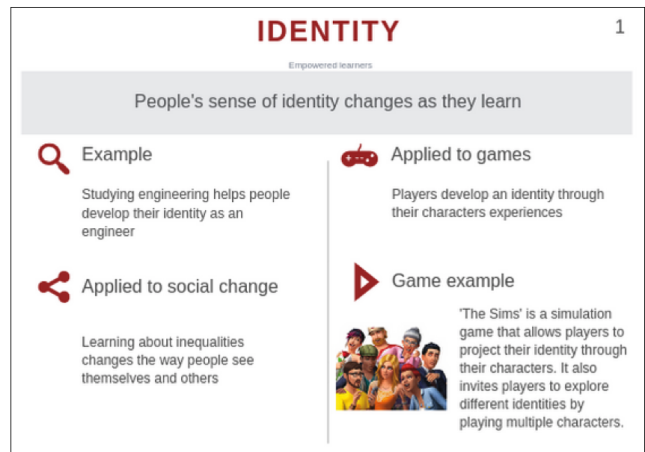 IDENTITY
1
Empowered learners
People's sense of identity changes as they learn
Example
Studying engineering helps people
develop their identity as an
engineer
Applied to social change
Learning about inequalities
changes the way people see
themselves and others
Applied to games
Players develop an identity through
their characters experiences
Game example
'The Sims' is a simulation
game that allows players to
project their identity through
their characters. It also
invites players to explore
different identities by
playing multiple characters.